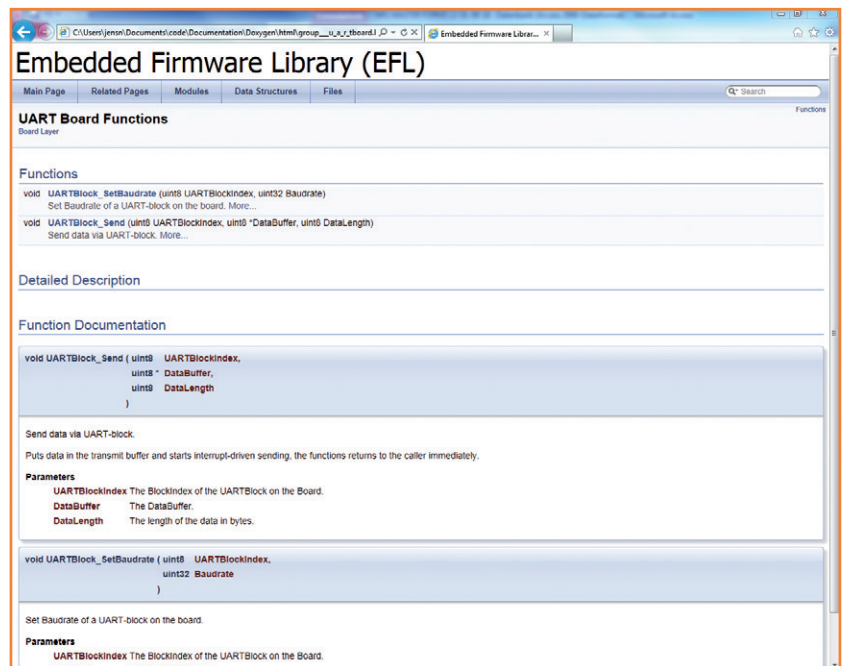 C:\Users\jensn\Documents\code\Documentation\Doxygen\html\group__u_a_r_tboard.l
Embedded Firmware Librar...
Embedded Firmware Library (EFL)
Main Page Related Pages Modules Data Structures Files Search
Functions
UART Board Functions
Board Layer
Functions
void UARTBlock_SetBaudrate (uint8 UARTBlockIndex, uint32 Baudrate)
Set Baudrate of a UART-block on the board. More...
void UARTBlock_Send (uint8 UARTBlockIndex, uint8 *DataBuffer, uint8 DataLength)
Send data via UART-block. More...
Detailed Description
Function Documentation
void UARTBlock_Send ( uint8 UARTBlockIndex,
uint8 * DataBuffer,
uint8 DataLength
)
Send data via UART-block.
Puts data in the transmit buffer and starts interrupt-driven sending, the functions returns to the caller immediately.
Parameters
UARTBlockIndex The BlockIndex of the UARTBlock on the Board.
DataBuffer The DataBuffer.
DataLength The length of the data in bytes.
void UARTBlock_SetBaudrate ( uint8 UARTBlockIndex,
uint32 Baudrate
)
Set Baudrate of a UART-block on the board.
Parameters
UARTBlockIndex The BlockIndex of the UARTBlock on the Board.